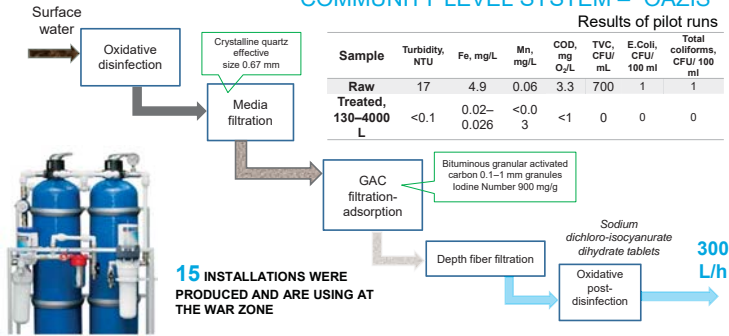 COMMUNITY LEVEL SYSTEM – "OAZIS"
Results of pilot runs
Surface
water
Oxidative
disinfection
Crystalline quartz
effective
size 0.67 mm
Media
filtration
Sample
Turbidity,
NTU
Fe, mg/L
Mn,
mg/L
COD,
mg
O₂/L
TVC,
CFU/
mL
E.Coli,
CFU/
100 ml
Total
coliforms,
CFU/ 100
ml
Raw 17 4.9 0.06 3.3 700 1 1
Treated,
130–4000
L
<0.1
0.02–
0.026
<0.0
3
<1
0
0
0
GAC
filtration-
adsorption
Bituminous granular activated
carbon 0.1–1 mm granules
Iodine Number 900 mg/g
Depth fiber filtration
Sodium
dichloro-isocyanurate
dihydrate tablets
Oxidative
post-
disinfection
300
L/h
15 INSTALLATIONS WERE
PRODUCED AND ARE USING AT
THE WAR ZONE